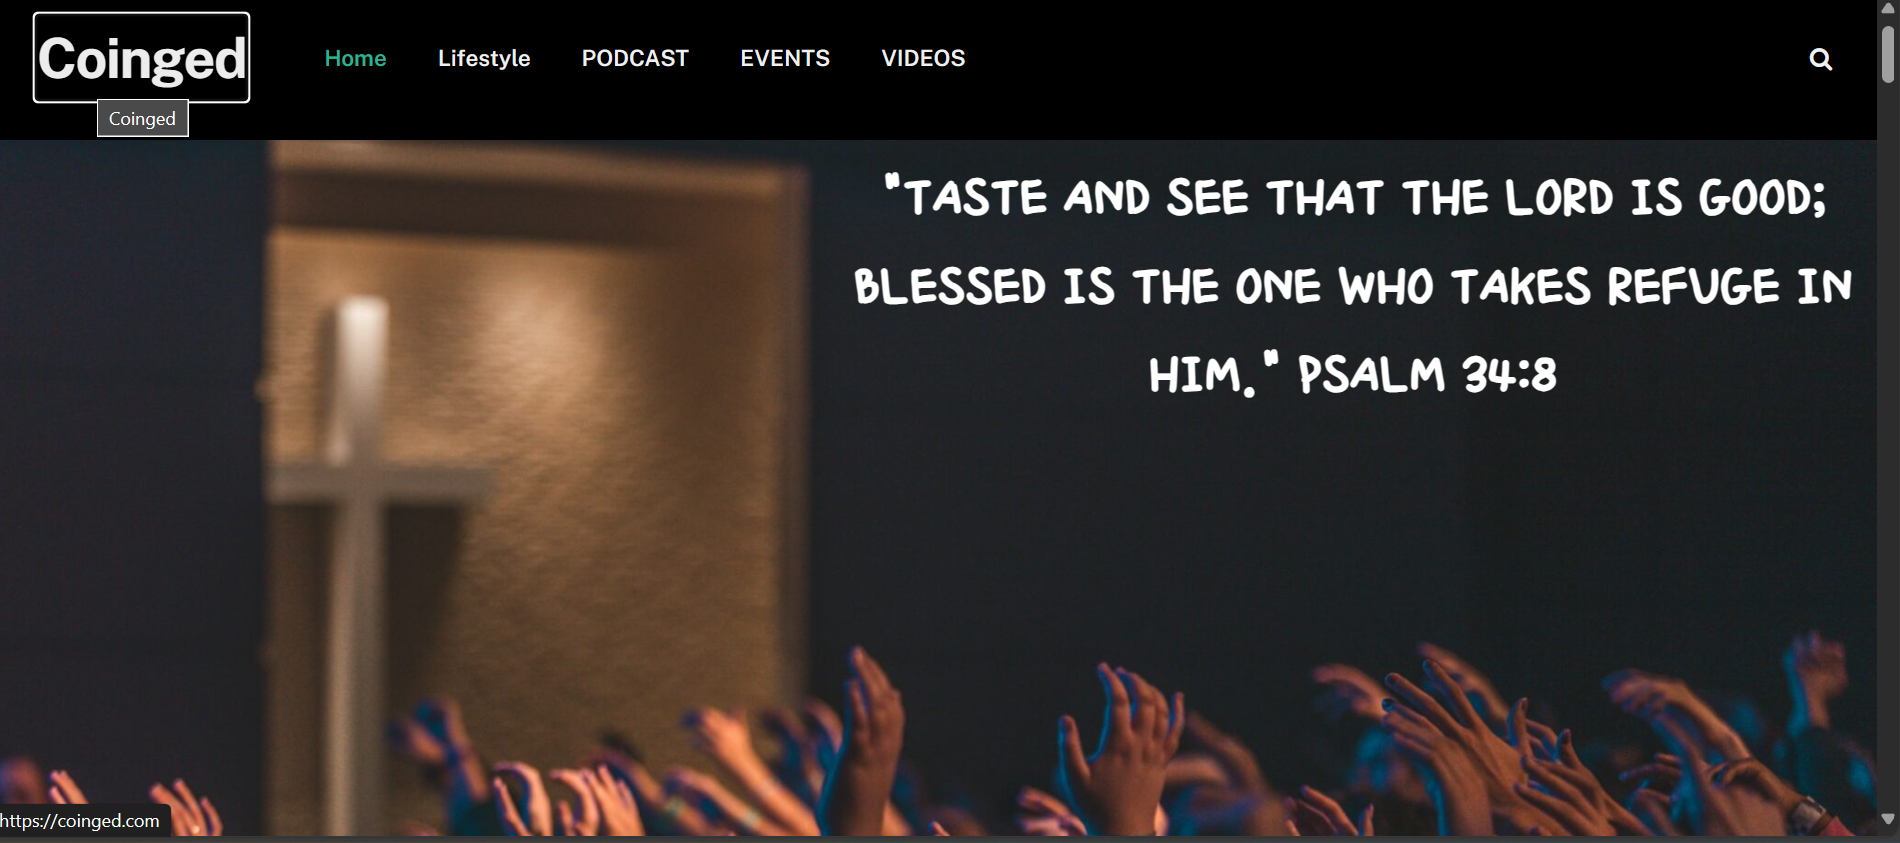 Coinged
Home Lifestyle PODCAST EVENTS VIDEOS
Coinged
"TASTE AND SEE THAT THE LORD IS GOOD;
BLESSED IS THE ONE WHO TAKES REFUGE IN
HIM." PSALM 34:8
https://coinged.com